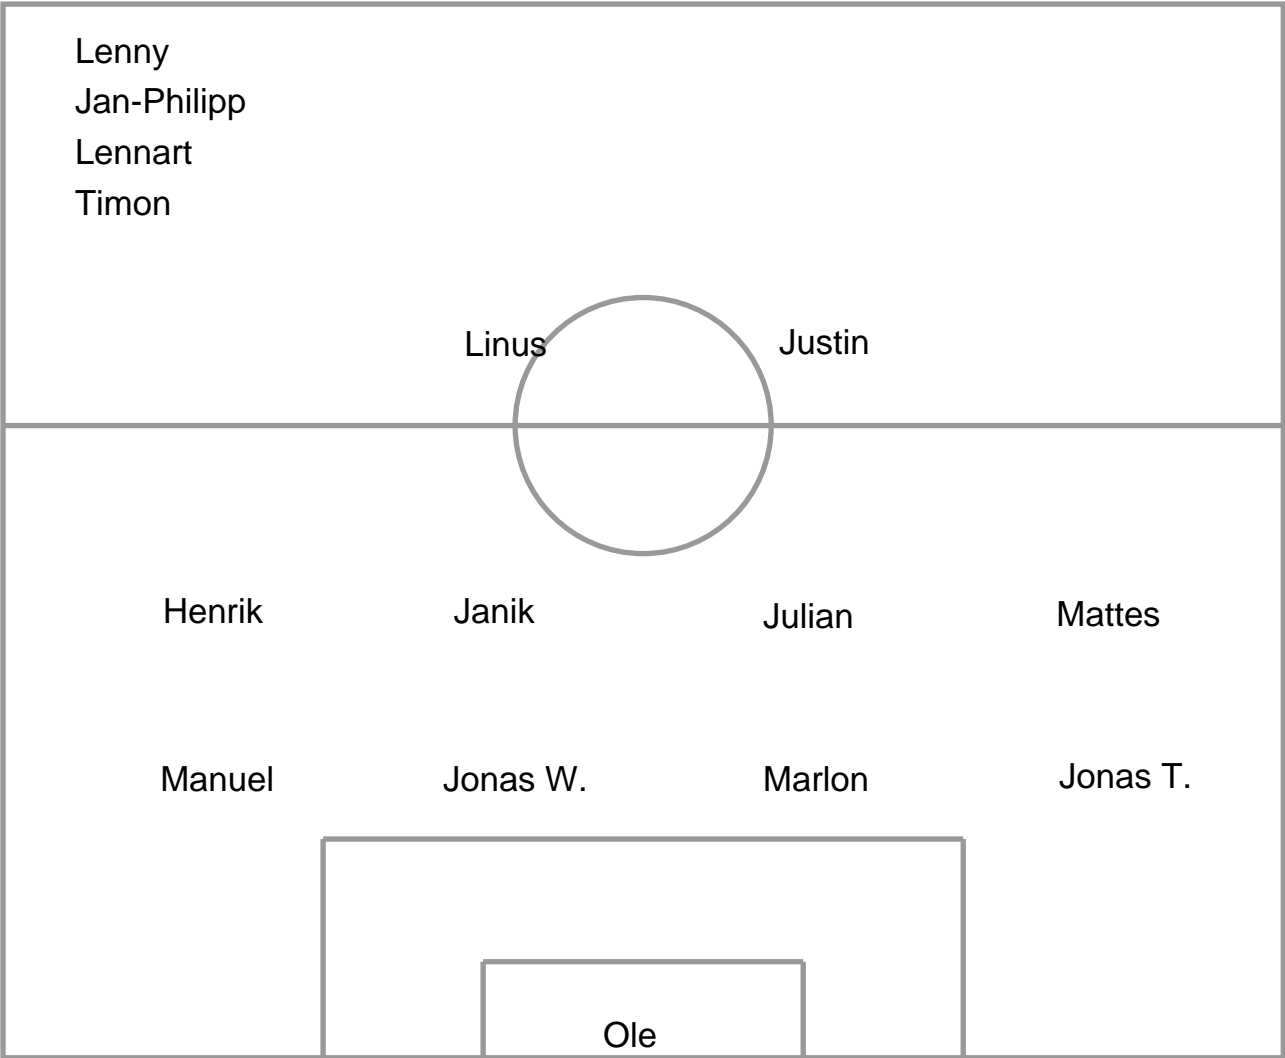 Lenny
Jan-Philipp
Lennart
Timon
Linus Justin
Henrik Janik Julian Mattes
Manuel Jonas W. Marlon Jonas T.
Ole